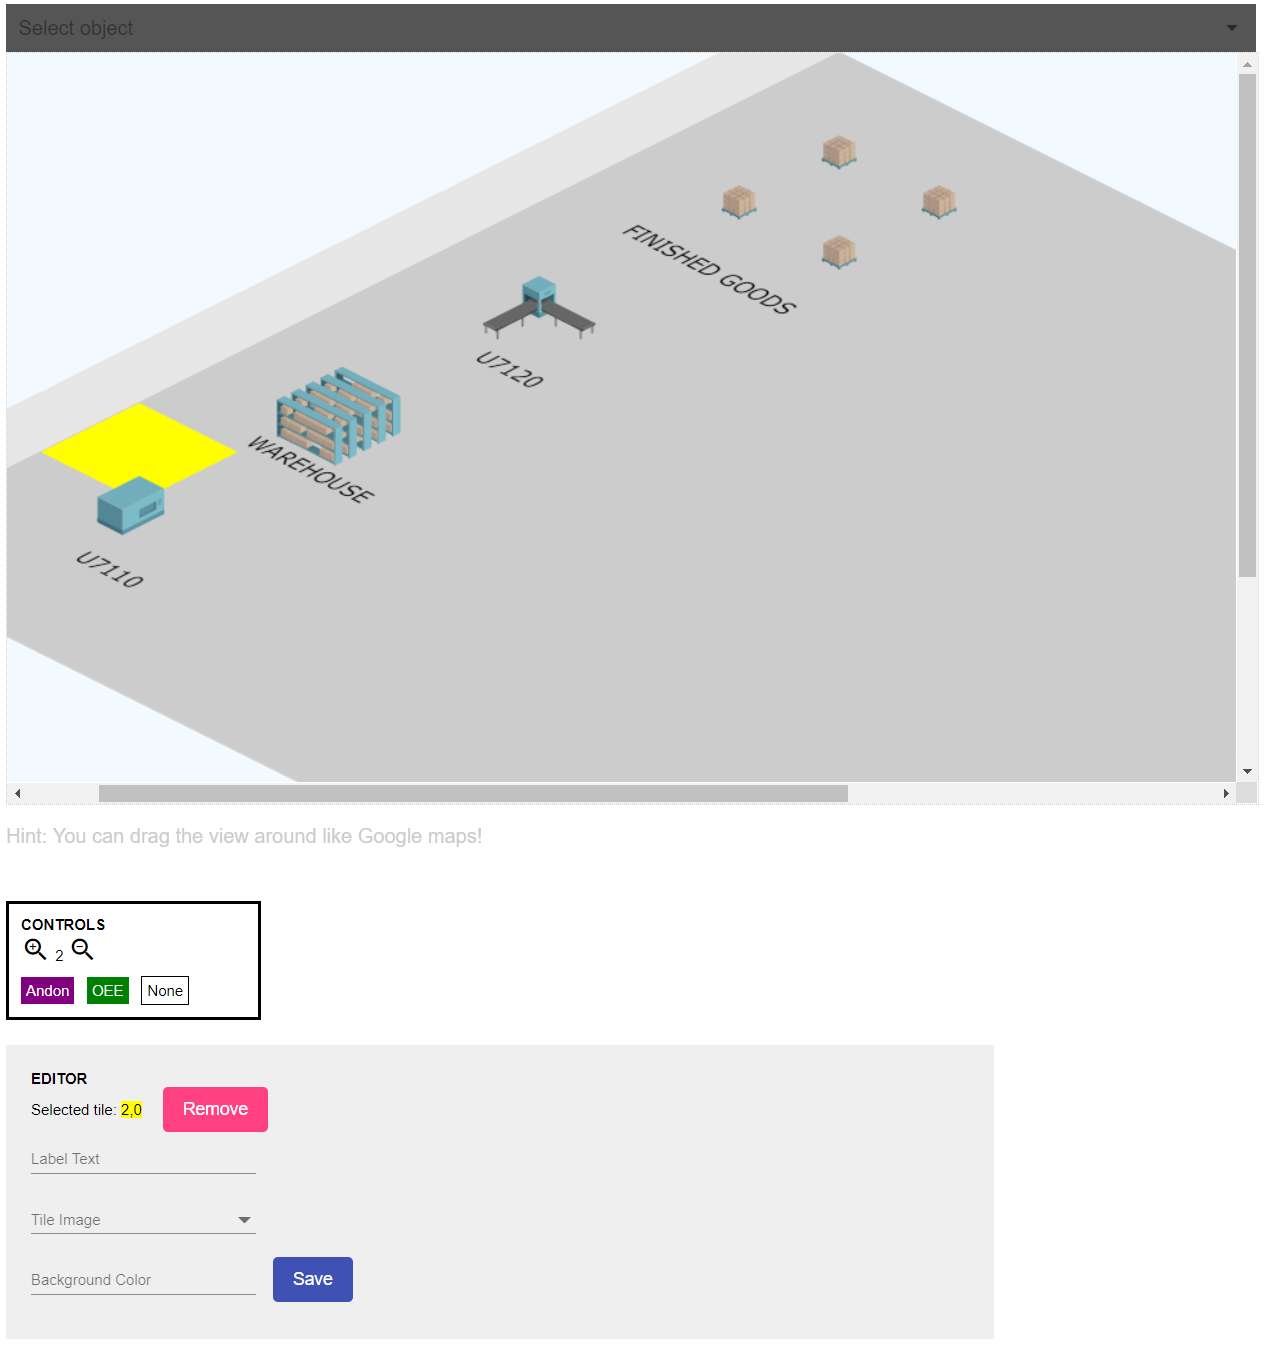 Select object
FINISHED GOODS
U7120
WAREHOUSE
U7110
Hint: You can drag the view around like Google maps!
CONTROLS
2
Andon OEE None
EDITOR
Selected tile: 2,0 Remove
Label Text
Tile Image
Background Color Save